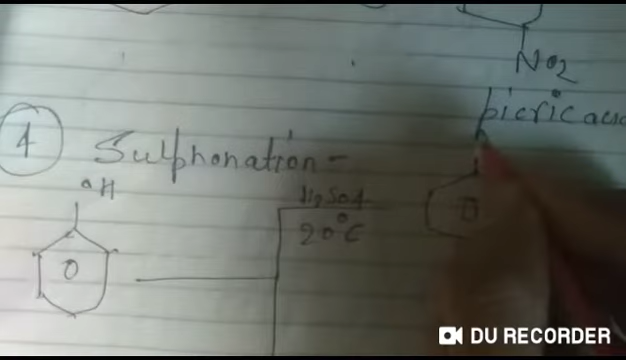 NO2
picric acid
4 Sulphonation -
OH
H2SO4
20°C
DU RECORDER